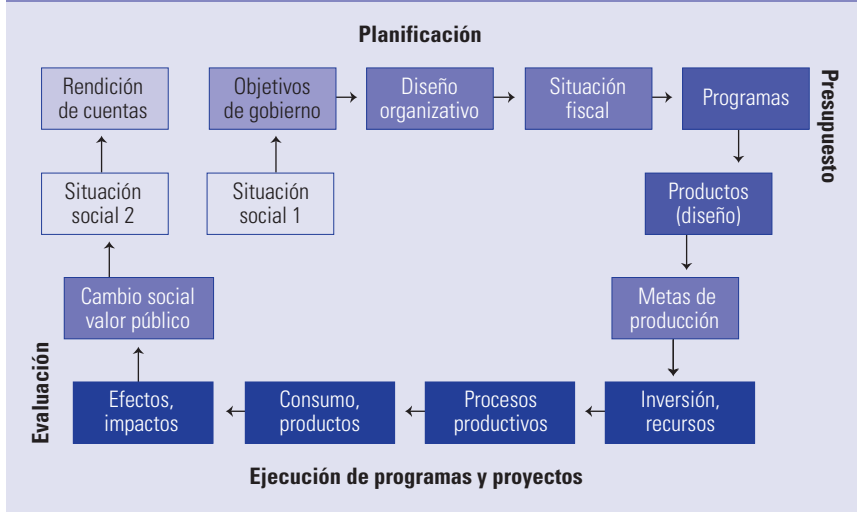 Planificación
Rendición
de cuentas
Objetivos
de gobierno
Diseño
organizativo
Situación
fiscal
Programas
Presupuesto
Situación
social 2
Situación
social 1
Productos
(diseño)
Cambio social
valor público
Metas de
producción
Evaluación
Efectos,
impactos
Consumo,
productos
Procesos
productivos
Inversión,
recursos
Ejecución de programas y proyectos